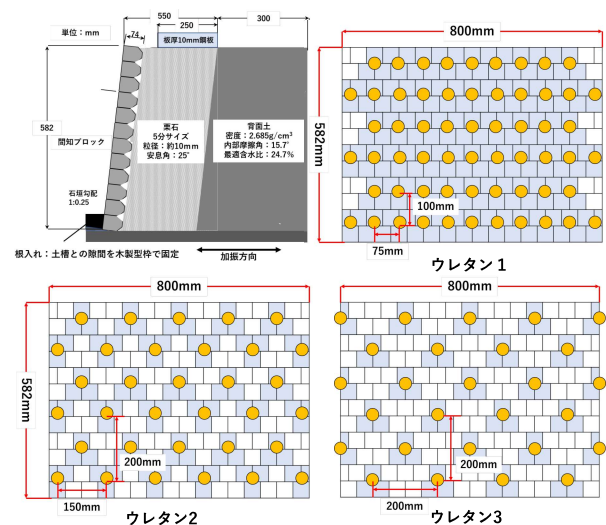 550
300
74
250
単位：mm
板厚10mm鋼板
582
間知ブロック
栗石
5分サイズ
粒径：約10mm
安息角：25°
背面土
密度：2.685g/cm³
内部摩擦角：15.7°
最適含水比：24.7%
石垣勾配
1:0.25
根入れ：土槽との隙間を木製型枠で固定
加振方向
800mm
582mm
100mm
75mm
ウレタン1
800mm
582mm
200mm
150mm
ウレタン2
800mm
200mm
200mm
ウレタン3